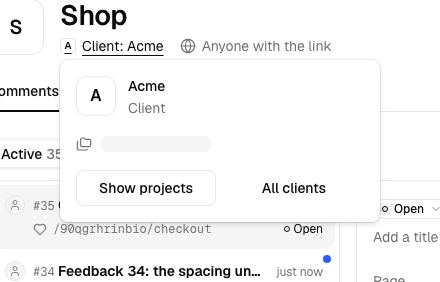 S
Shop
A Client: Acme Anyone with the link
omments
A
Acme
Client
Active 35
Show projects All clients
#35
/90qgrhrinbio/checkout Open
Open
Add a title
#34 Feedback 34: the spacing un... just now